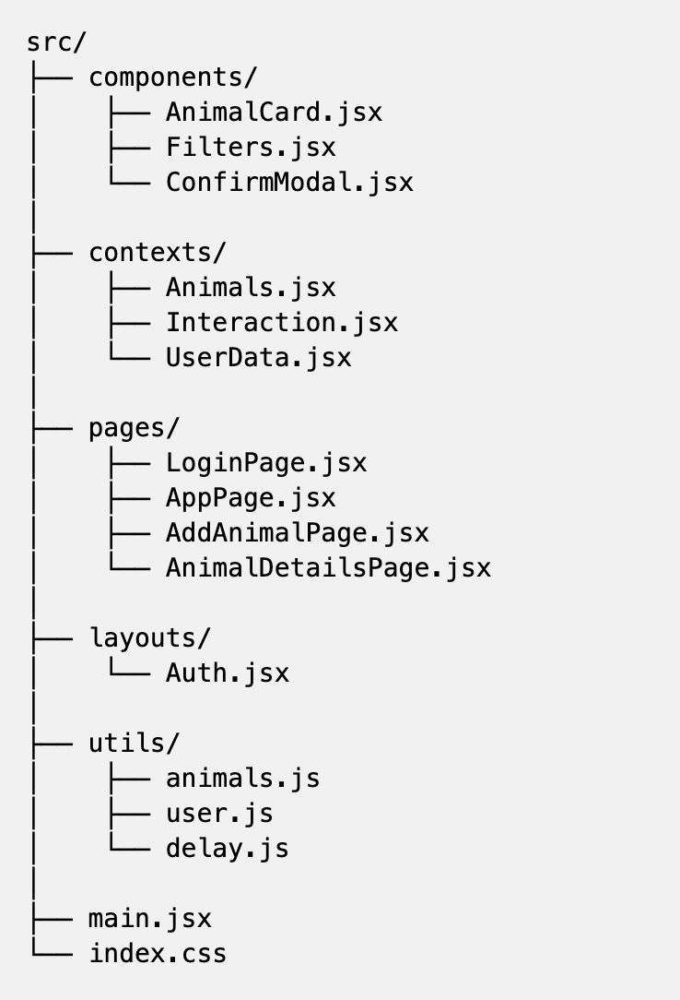 src/
├── components/
│    ├── AnimalCard.jsx
│    ├── Filters.jsx
│    └── ConfirmModal.jsx
│
├── contexts/
│    ├── Animals.jsx
│    ├── Interaction.jsx
│    └── UserData.jsx
│
├── pages/
│    ├── LoginPage.jsx
│    ├── AppPage.jsx
│    ├── AddAnimalPage.jsx
│    └── AnimalDetailsPage.jsx
│
├── layouts/
│    └── Auth.jsx
│
├── utils/
│    ├── animals.js
│    ├── user.js
│    └── delay.js
│
├── main.jsx
└── index.css